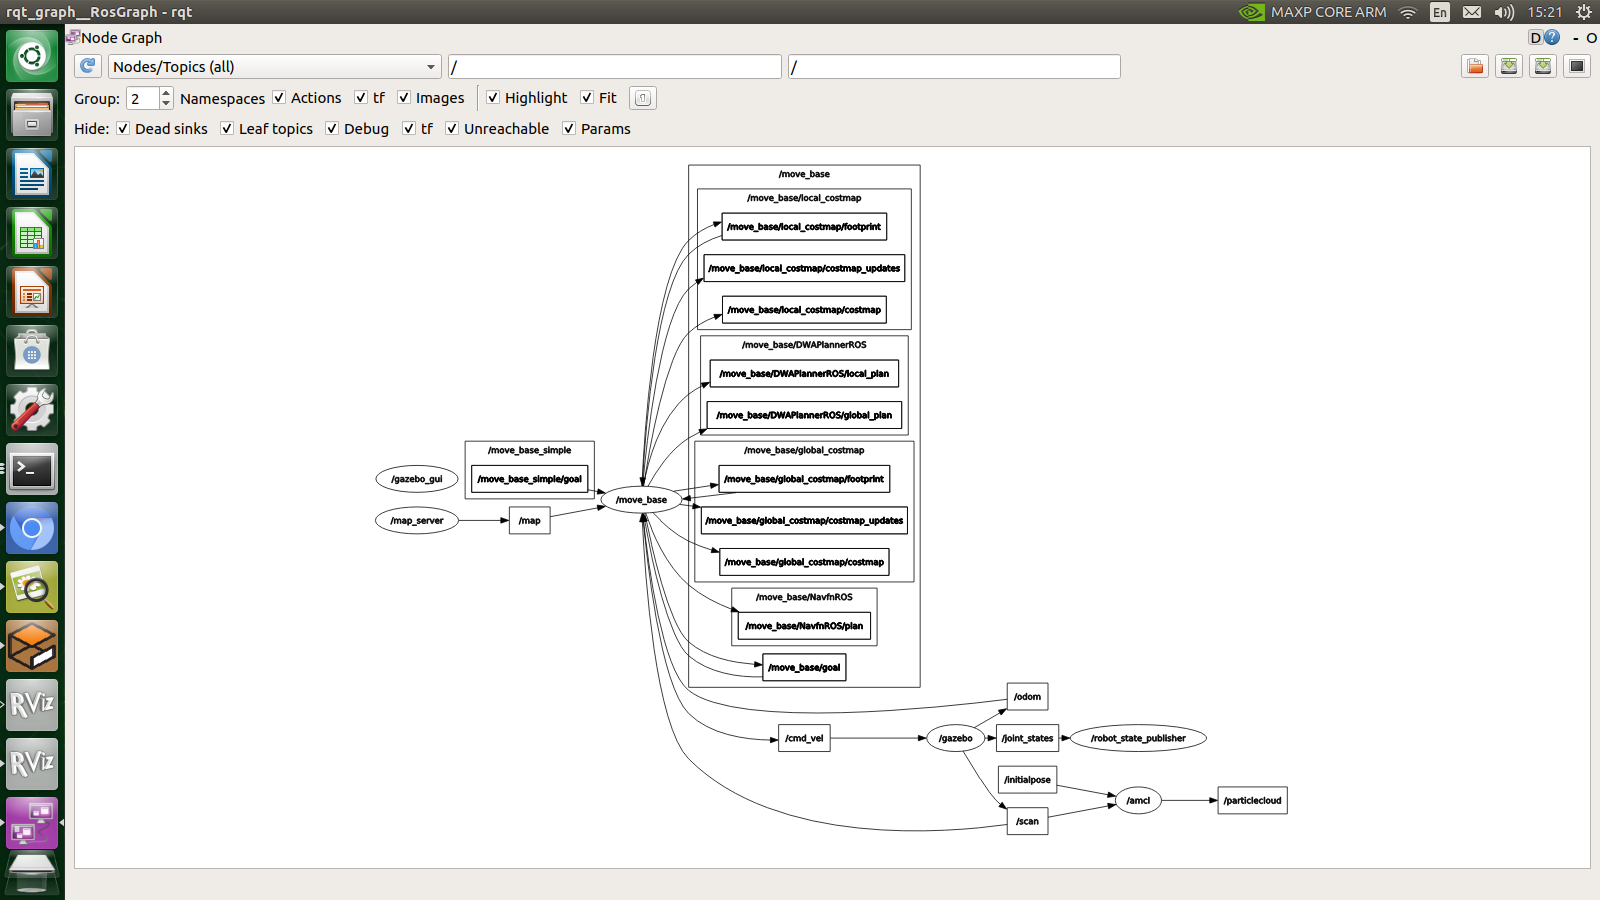 rqt_graph__RosGraph - rqt
MAXP CORE ARM
En
15:21
Node Graph
D
?
- O
Nodes/Topics (all)
/
/
Group: 2 Namespaces Actions tf Images Highlight Fit
Hide: Dead sinks Leaf topics Debug tf Unreachable Params
/move_base
/move_base/local_costmap
/move_base/local_costmap/footprint
/move_base/local_costmap/costmap_updates
/move_base/local_costmap/costmap
/move_base/DWAPlannerROS
/move_base/DWAPlannerROS/local_plan
/move_base/DWAPlannerROS/global_plan
/move_base_simple
/move_base/global_costmap
/gazebo_gui
/move_base_simple/goal
/move_base/global_costmap/footprint
/move_base
/map_server
/map
/move_base/global_costmap/costmap_updates
/move_base/global_costmap/costmap
/move_base/NavfnROS
/move_base/NavfnROS/plan
/move_base/goal
/odom
/cmd_vel
/gazebo
/joint_states
/robot_state_publisher
/initialpose
/amcl
/particlecloud
/scan
>_
RViz
RViz